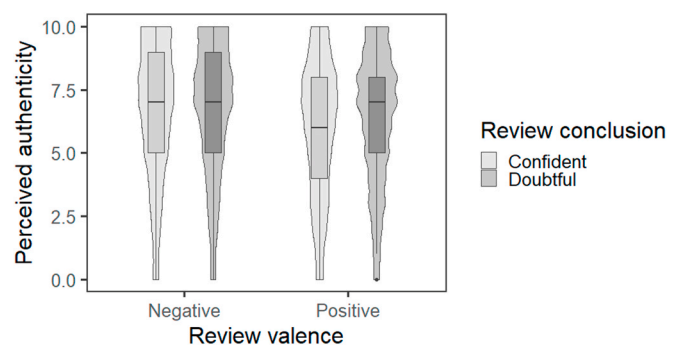 10.0
7.5
5.0
2.5
0.0
Perceived authenticity
Negative
Positive
Review valence
Review conclusion
Confident
Doubtful